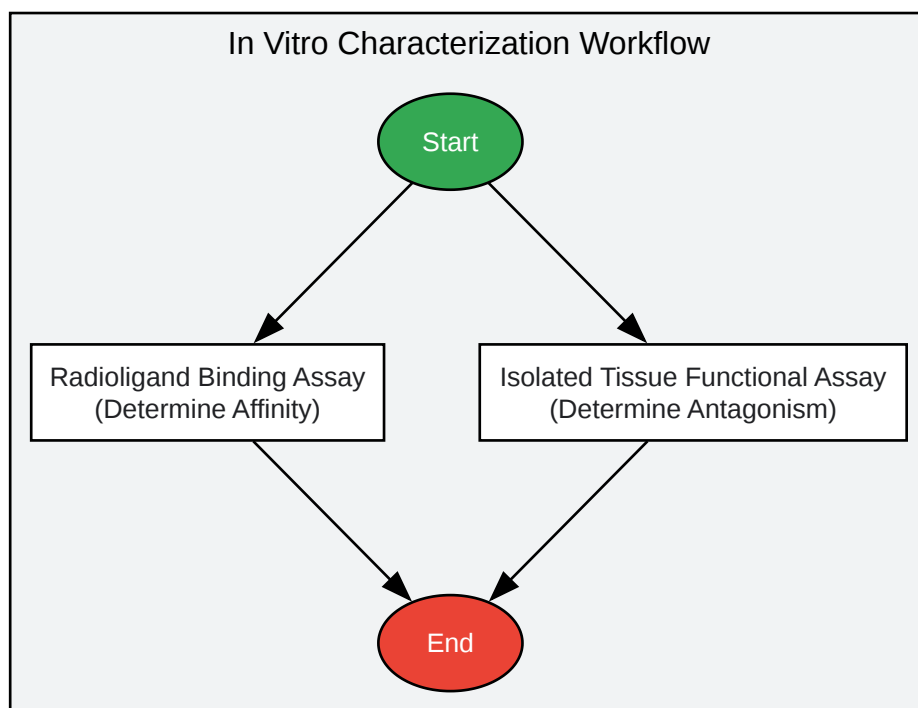 In Vitro Characterization Workflow
Start
Radioligand Binding Assay
(Determine Affinity)
Isolated Tissue Functional Assay
(Determine Antagonism)
End